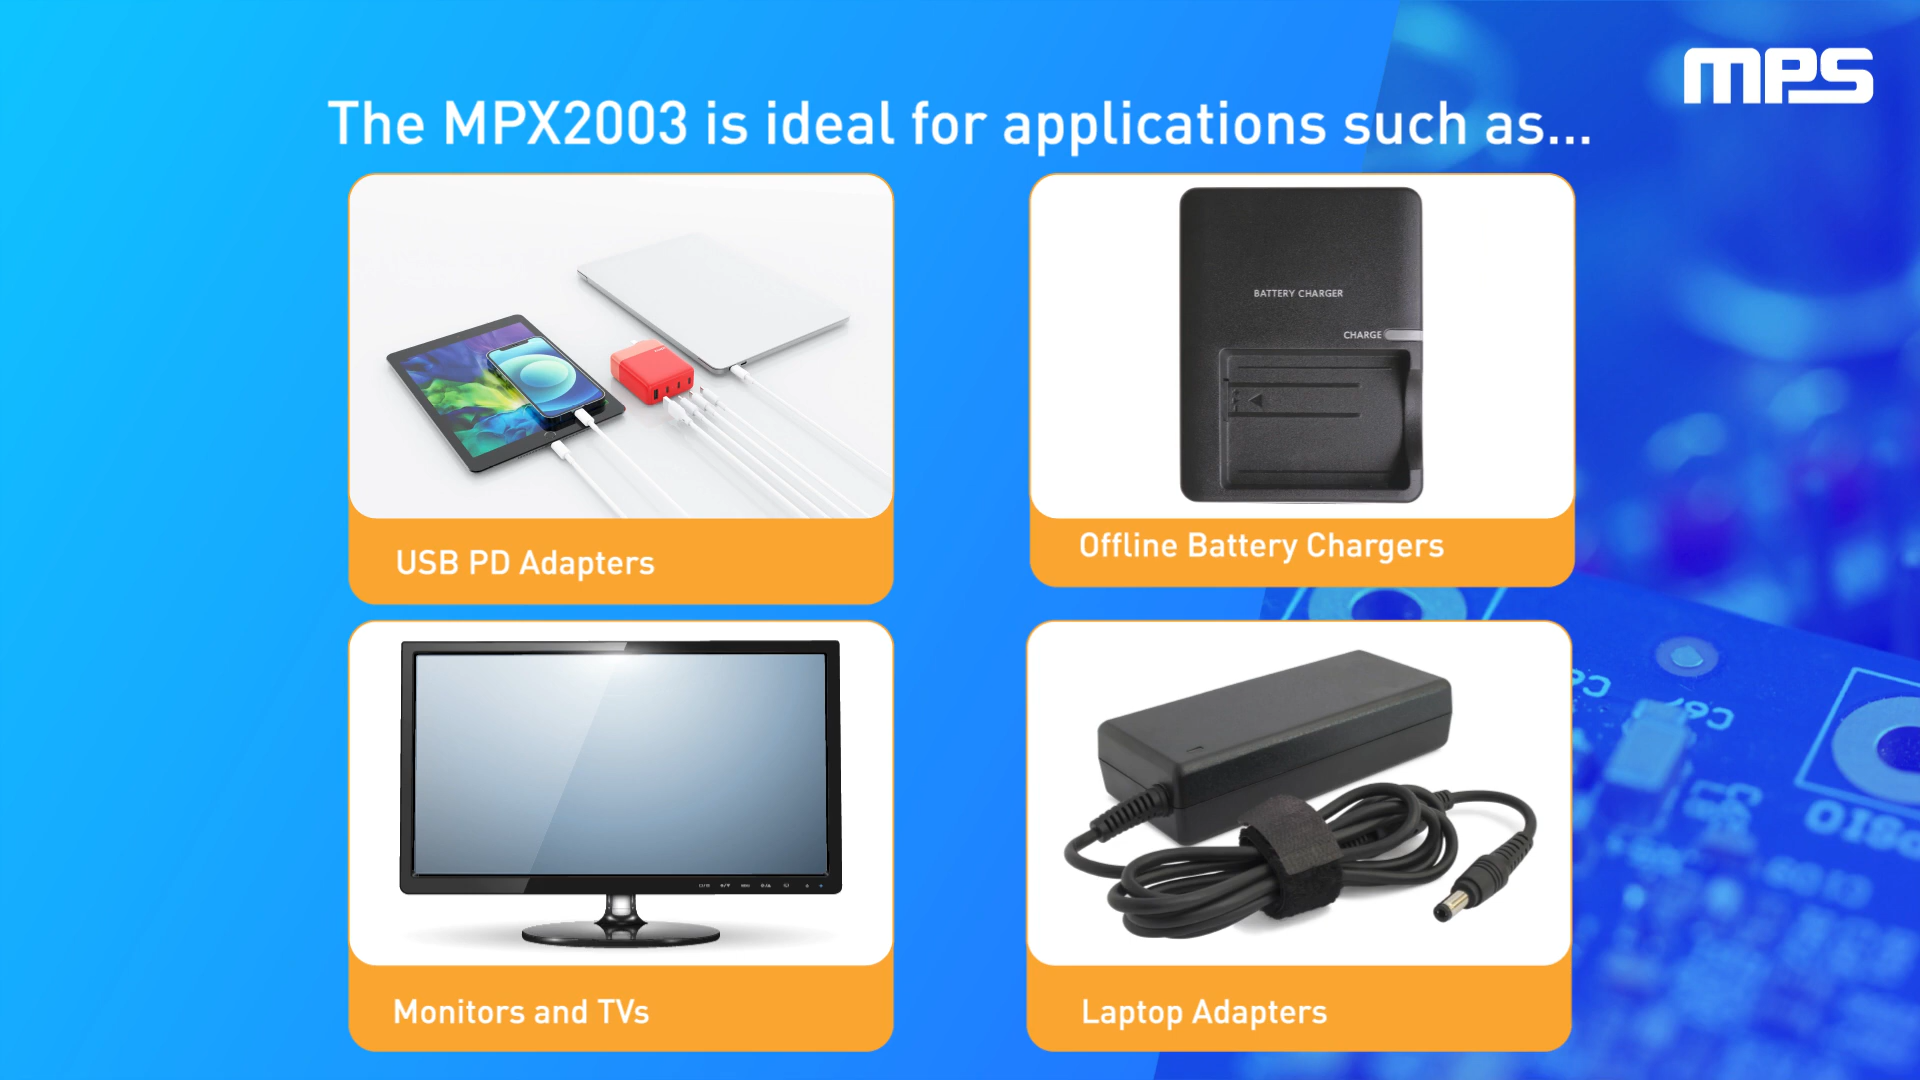 MPS
The MPX2003 is ideal for applications such as...
BATTERY CHARGER
CHARGE
USB PD Adapters
Offline Battery Chargers
Monitors and TVs
Laptop Adapters
C67